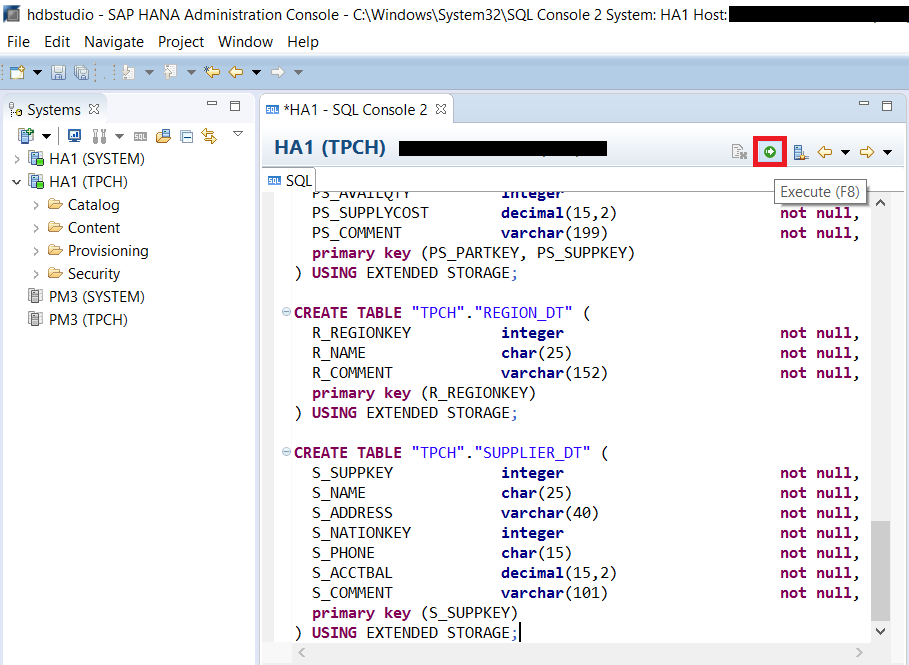 hdbstudio - SAP HANA Administration Console - C:\Windows\System32\SQL Console 2 System: HA1 Host:
File Edit Navigate Project Window Help
Systems
*HA1 - SQL Console 2
HA1 (SYSTEM)
HA1 (TPCH)
Catalog
Content
Provisioning
Security
PM3 (SYSTEM)
PM3 (TPCH)
HA1 (TPCH)
SQL
Execute (F8)
PS_AVAILQTY integer
PS_SUPPLYCOST decimal(15,2) not null,
PS_COMMENT varchar(199) not null,
primary key (PS_PARTKEY, PS_SUPPKEY)
) USING EXTENDED STORAGE;
CREATE TABLE "TPCH"."REGION_DT" (
R_REGIONKEY integer not null,
R_NAME char(25) not null,
R_COMMENT varchar(152) not null,
primary key (R_REGIONKEY)
) USING EXTENDED STORAGE;
CREATE TABLE "TPCH"."SUPPLIER_DT" (
S_SUPPKEY integer not null,
S_NAME char(25) not null,
S_ADDRESS varchar(40) not null,
S_NATIONKEY integer not null,
S_PHONE char(15) not null,
S_ACCTBAL decimal(15,2) not null,
S_COMMENT varchar(101) not null,
primary key (S_SUPPKEY)
) USING EXTENDED STORAGE;